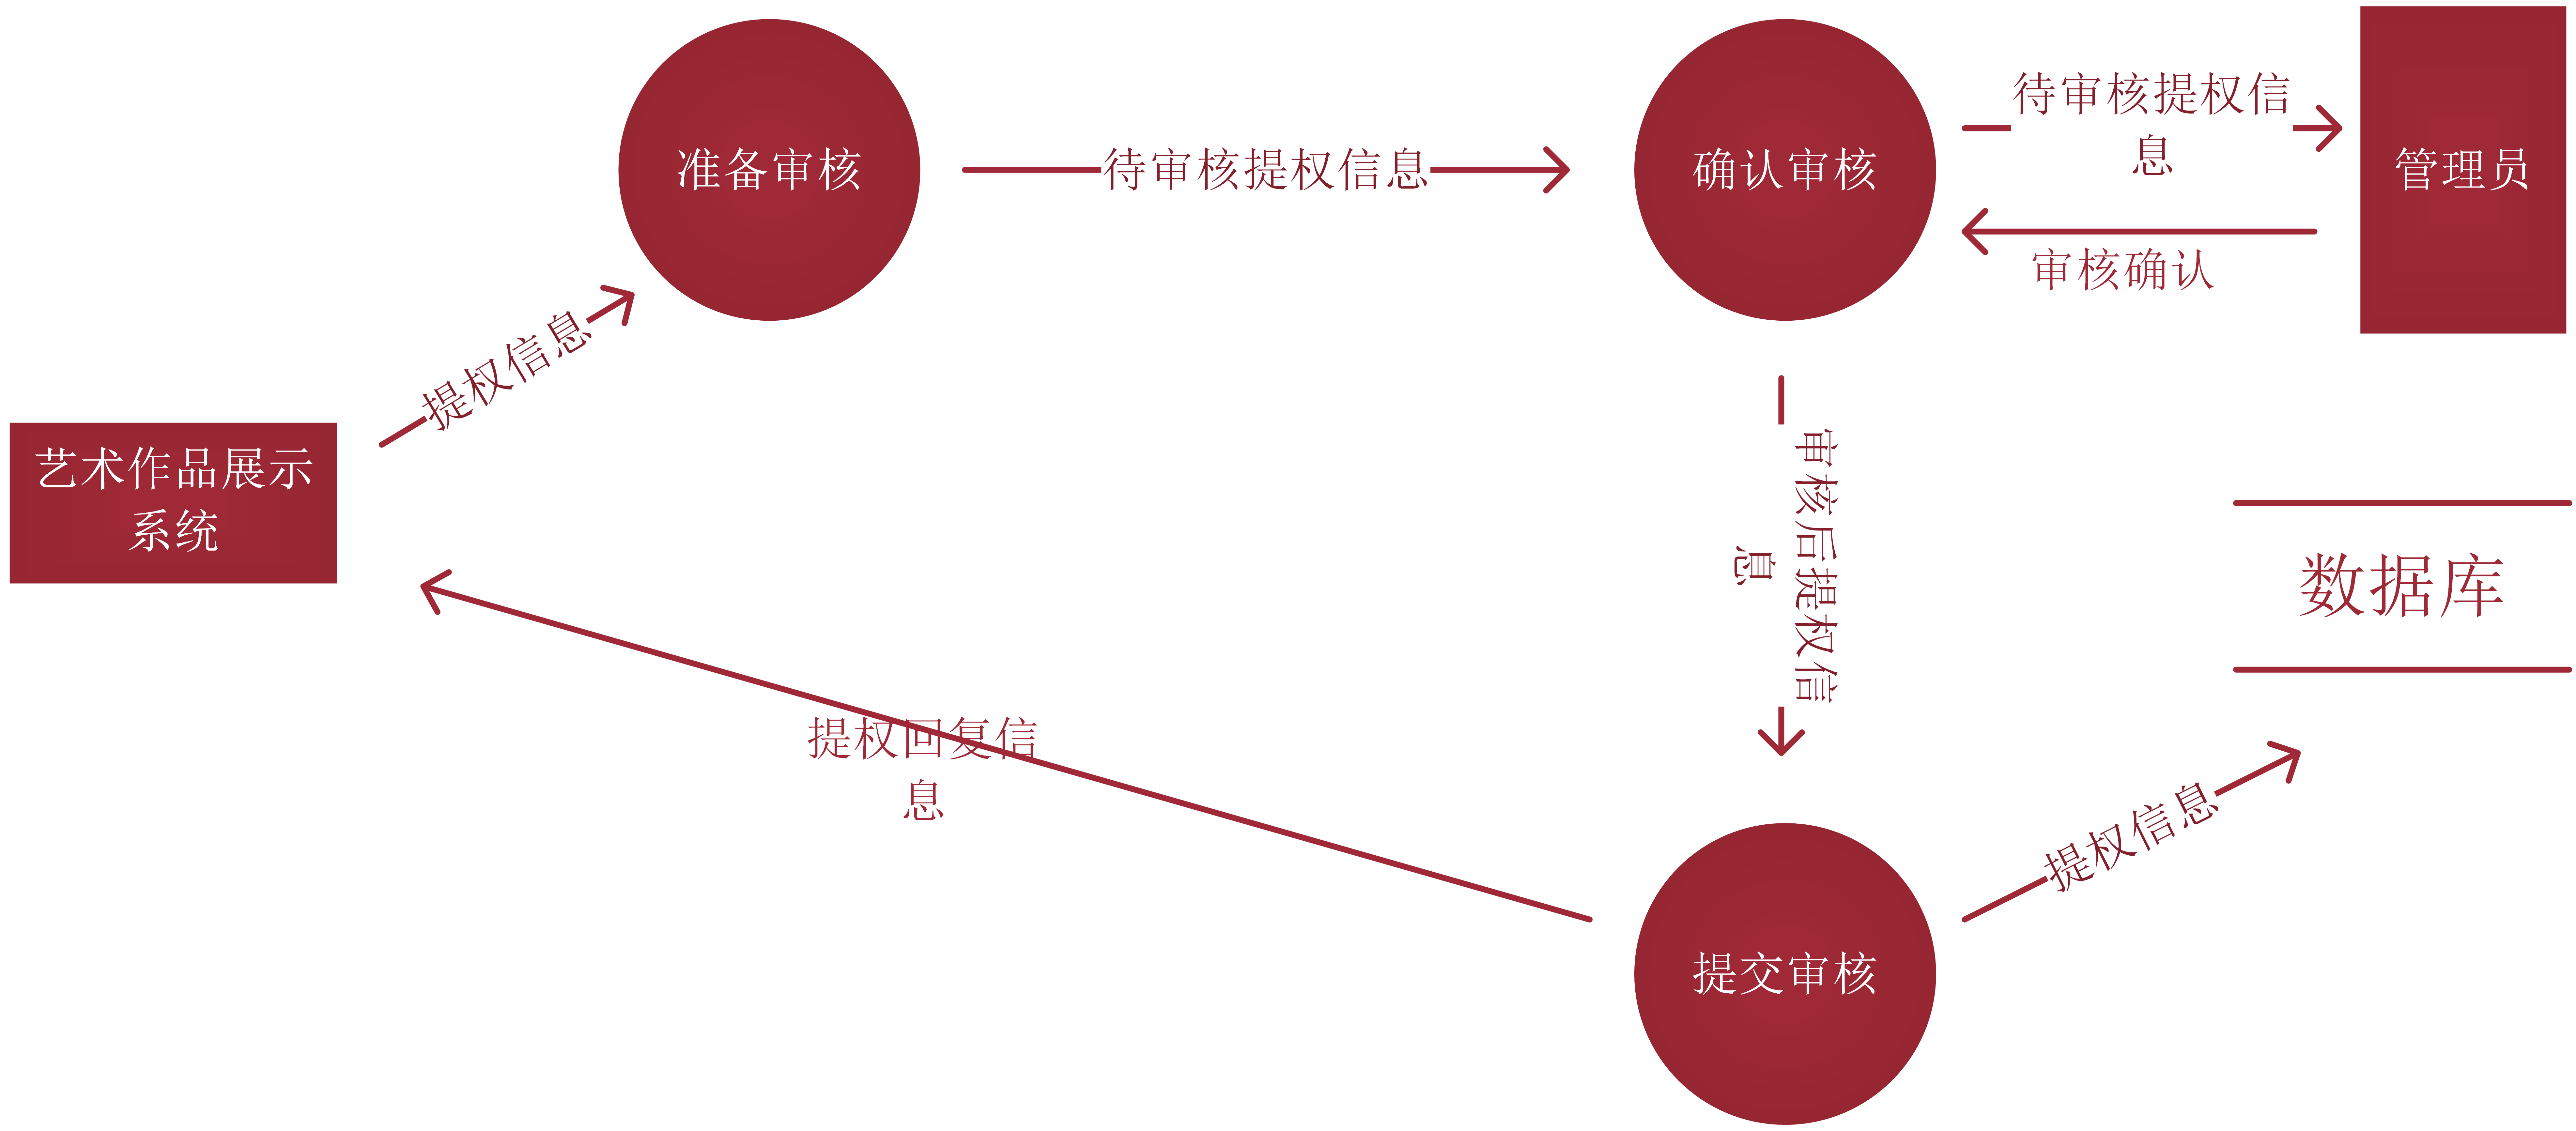 准备审核
待审核提权信息
确认审核
待审核提权信
息
审核确认
管理员
提权信息
艺术作品展示
系统
审核后提权信
息
数据库
提权回复信
息
提权信息
提交审核